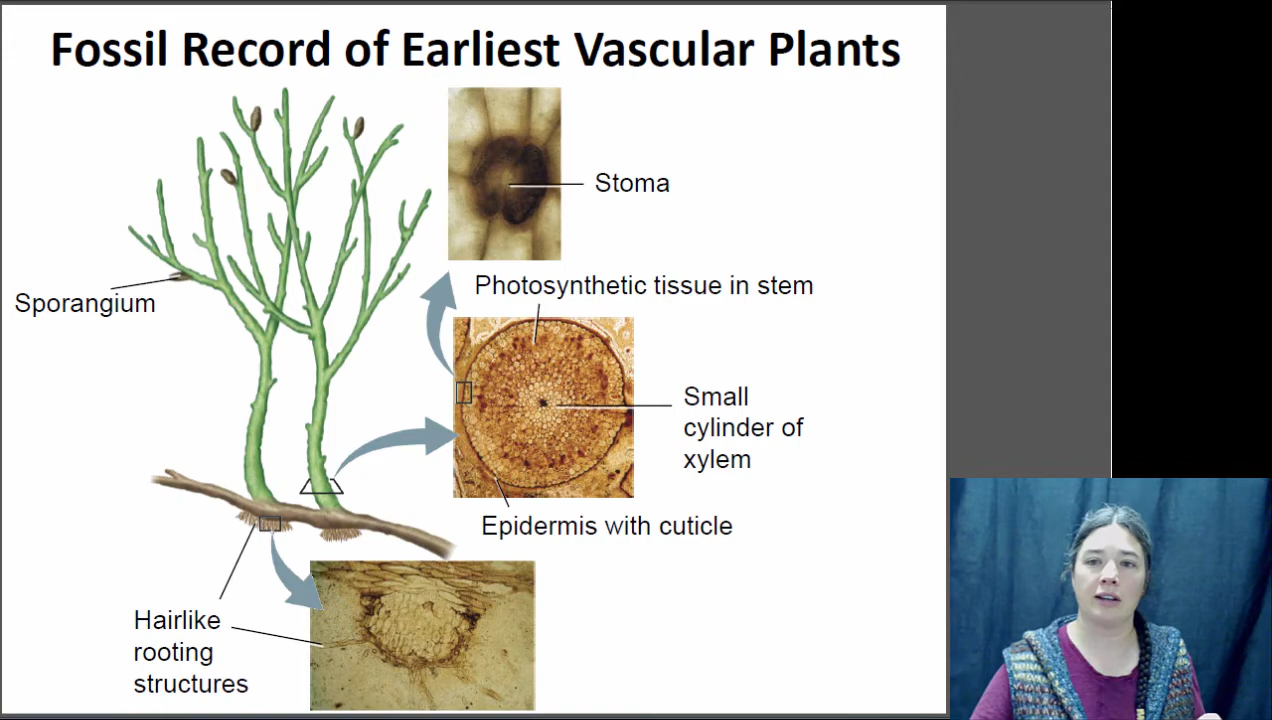 Fossil Record of Earliest Vascular Plants
Stoma
Photosynthetic tissue in stem
Sporangium
Small
cylinder of
xylem
Epidermis with cuticle
Hairlike
rooting
structures